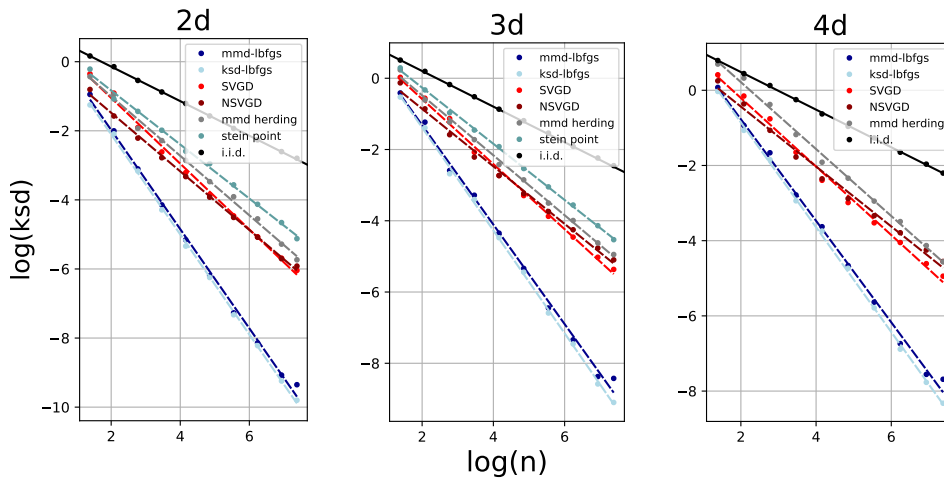 2d
3d
4d
log(ksd)
0
−2
−4
−6
−8
−10
2
4
6
mmd-lbfgs
ksd-lbfgs
SVGD
NSVGD
mmd herding
stein point
i.i.d.
0
−2
−4
−6
−8
2
4
6
mmd-lbfgs
ksd-lbfgs
SVGD
NSVGD
mmd herding
stein point
i.i.d.
0
−2
−4
−6
−8
2
4
6
mmd-lbfgs
ksd-lbfgs
SVGD
NSVGD
mmd herding
i.i.d.
log(n)